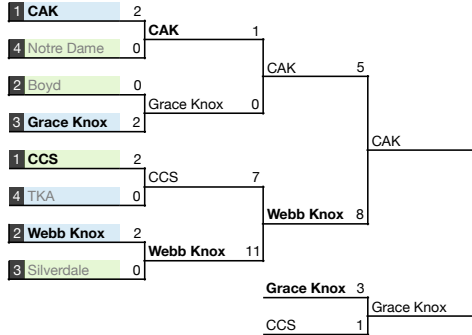 1 CAK 2
CAK 1
4 Notre Dame 0
CAK 5
2 Boyd 0
Grace Knox 0
3 Grace Knox 2
CAK
1 CCS 2
CCS 7
4 TKA 0
Webb Knox 8
2 Webb Knox 2
Webb Knox 11
3 Silverdale 0
Grace Knox 3
Grace Knox
CCS 1